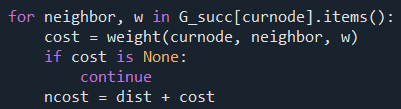 for neighbor, w in G_succ[curnode].items():
    cost = weight(curnode, neighbor, w)
    if cost is None:
        continue
    ncost = dist + cost